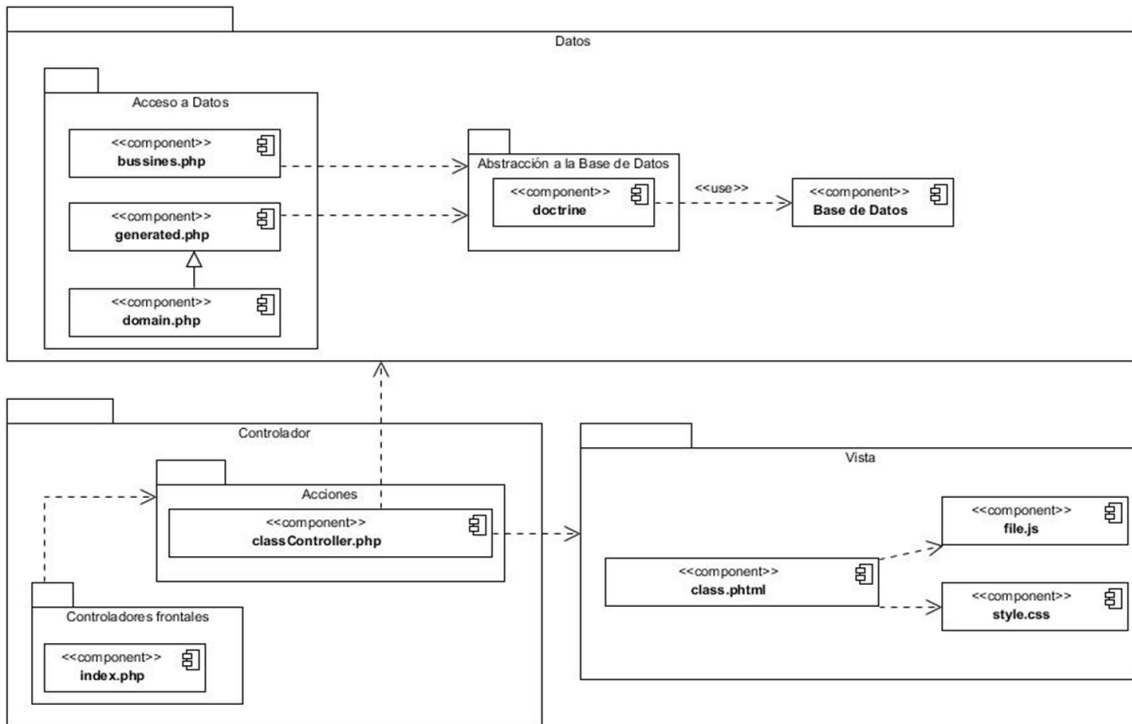 Datos
Acceso a Datos
<<component>>
bussines.php
<<component>>
generated.php
<<component>>
domain.php
Abstracción a la Base de Datos
<<component>>
doctrine
<<use>>
<<component>>
Base de Datos
Controlador
Acciones
<<component>>
classController.php
Controladores frontales
<<component>>
index.php
Vista
<<component>>
class.phtml
<<component>>
file.js
<<component>>
style.css